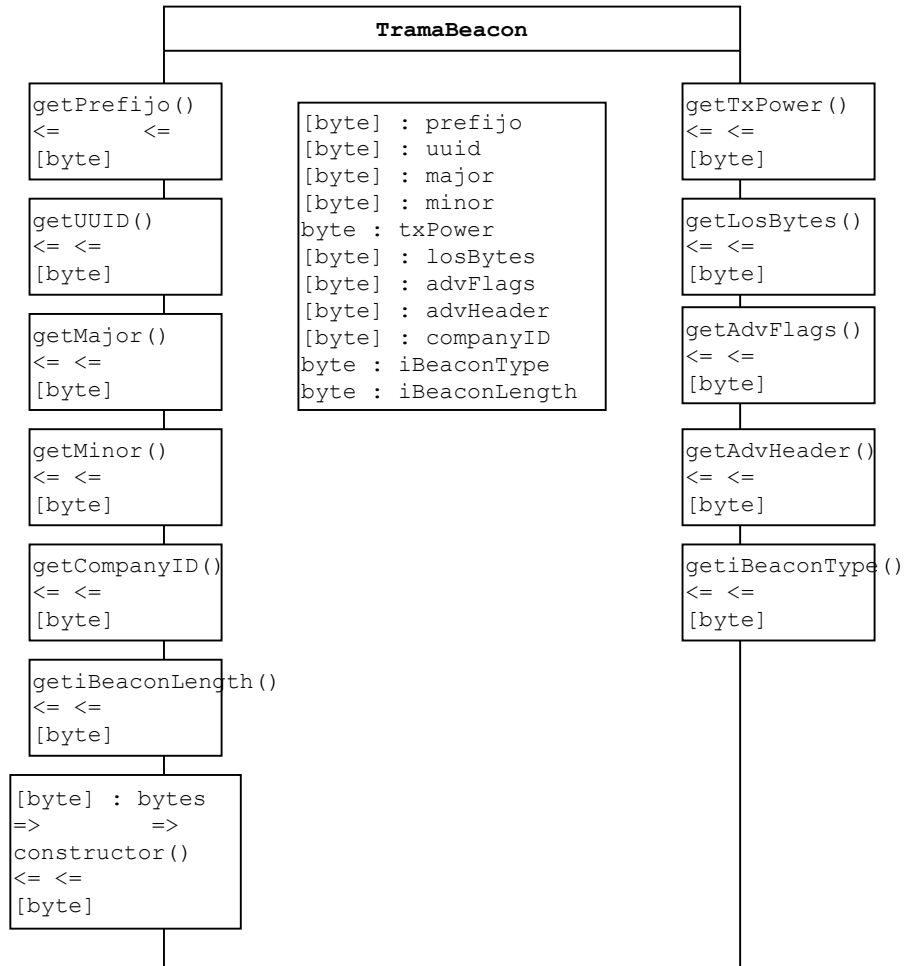 TramaBeacon
getPrefijo()
<= <=
[byte]
getUUID()
<= <=
[byte]
getMajor()
<= <=
[byte]
getMinor()
<= <=
[byte]
getCompanyID()
<= <=
[byte]
getiBeaconLength()
<= <=
[byte]
[byte] : bytes
=> =>
constructor()
<= <=
[byte]
[byte] : prefijo
[byte] : uuid
[byte] : major
[byte] : minor
byte : txPower
[byte] : losBytes
[byte] : advFlags
[byte] : advHeader
[byte] : companyID
byte : iBeaconType
byte : iBeaconLength
getTxPower()
<= <=
[byte]
getLosBytes()
<= <=
[byte]
getAdvFlags()
<= <=
[byte]
getAdvHeader()
<= <=
[byte]
getiBeaconType()
<= <=
[byte]